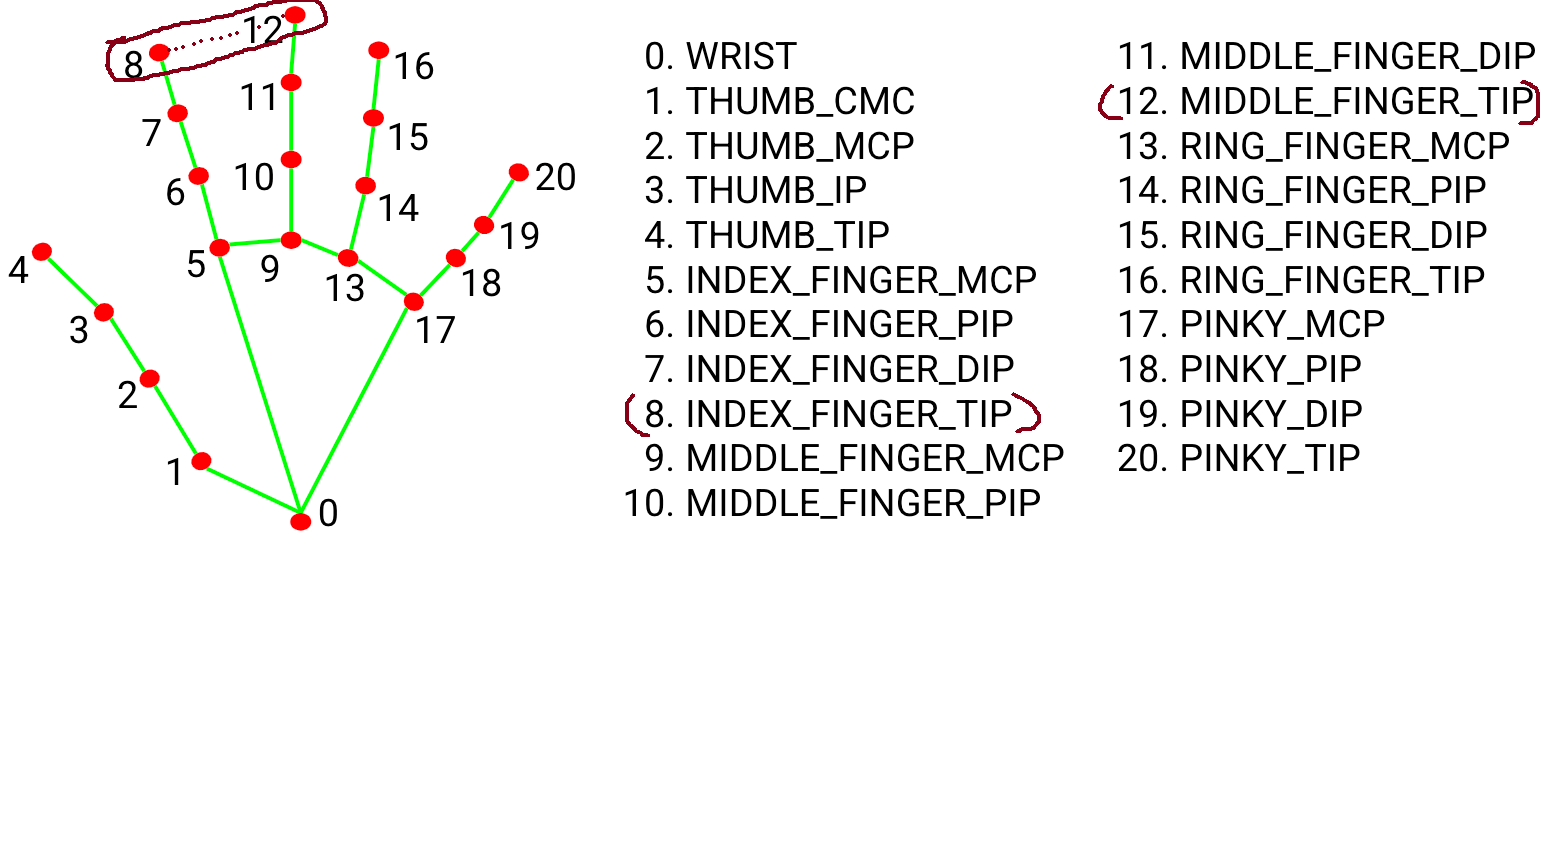 12
8
16
11
7
15
10
6
14
20
19
5
9
18
4
13
3
17
2
1
0
0. WRIST
1. THUMB_CMC
2. THUMB_MCP
3. THUMB_IP
4. THUMB_TIP
5. INDEX_FINGER_MCP
6. INDEX_FINGER_PIP
7. INDEX_FINGER_DIP
8. INDEX_FINGER_TIP
9. MIDDLE_FINGER_MCP
10. MIDDLE_FINGER_PIP
11. MIDDLE_FINGER_DIP
12. MIDDLE_FINGER_TIP
13. RING_FINGER_MCP
14. RING_FINGER_PIP
15. RING_FINGER_DIP
16. RING_FINGER_TIP
17. PINKY_MCP
18. PINKY_PIP
19. PINKY_DIP
20. PINKY_TIP